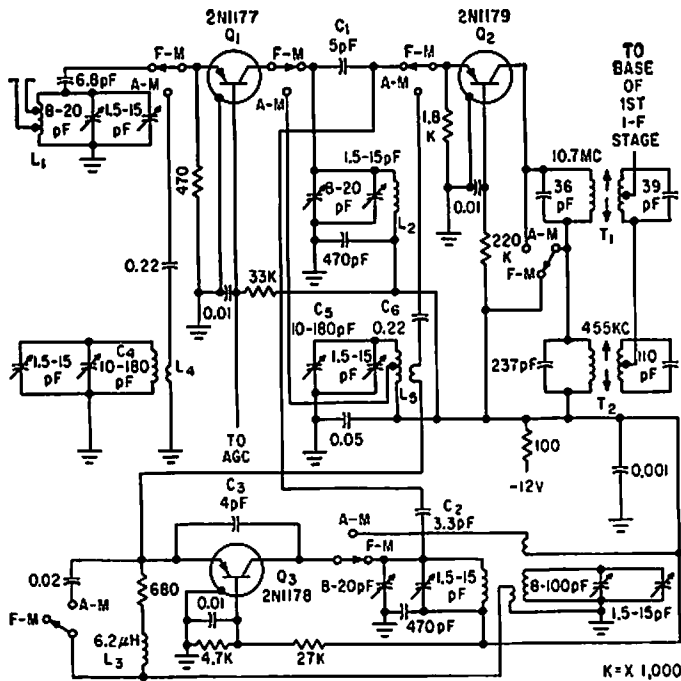 2N1177
Q1
2N1179
Q2
C1
5pF
F-M
F-M
F-M
A-M
A-M
A-M
6.8pF
8-20
pF
1.5-15
pF
L1
TO
BASE
OF
1ST
I-F
STAGE
1.8
K
470
1.5-15pF
8-20
pF
L2
470pF
0.01
10.7MC
36
pF
39
pF
T1
A-M
F-M
220
K
0.22
0.01
33K
C5
10-180pF
C6
0.22
1.5-15
pF
L5
0.05
1.5-15
pF
C4
10-180
pF
L4
455KC
237pF
110
pF
T2
TO
AGC
100
-12V
0.001
C3
4pF
C2
3.3pF
A-M
F-M
Q3
2N1178
8-20pF
1.5-15
pF
470pF
8-100pF
1.5-15pF
0.02
A-M
F-M
680
6.2µH
L3
0.01
4.7K
27K
K=X 1,000